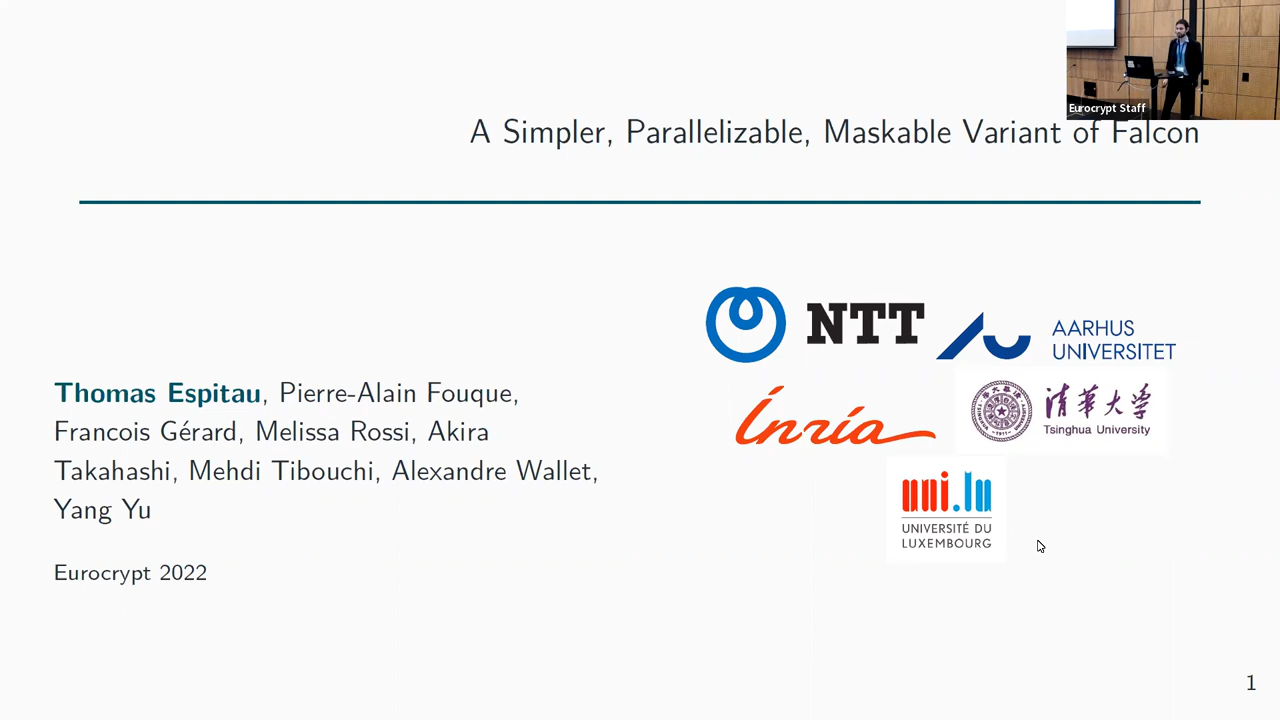 Eurocrypt Staff
A Simpler, Parallelizable, Maskable Variant of Falcon
NTT
AARHUS
UNIVERSITET
Inria
清華大学
Tsinghua University
uni.lu
UNIVERSITÉ DU
LUXEMBOURG
Thomas Espitau, Pierre-Alain Fouque,
Francois Gérard, Melissa Rossi, Akira
Takahashi, Mehdi Tibouchi, Alexandre Wallet,
Yang Yu
Eurocrypt 2022
1